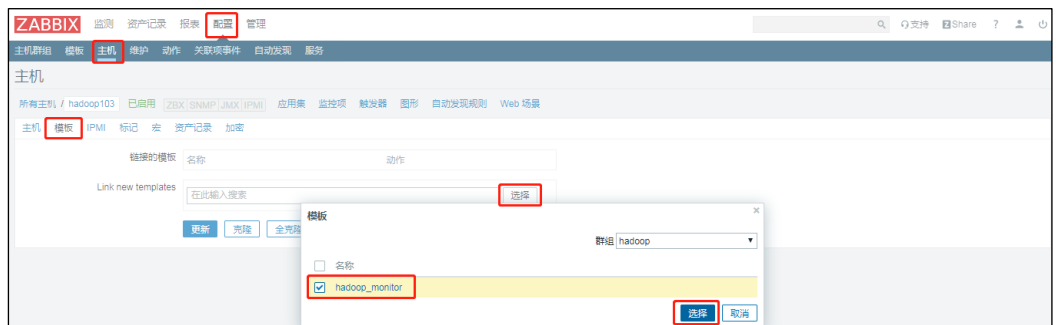 ZABBIX 监测 资产记录 报表 配置 管理 支持 Share ?
主机群组 模板 主机 维护 动作 关联项事件 自动发现 服务
主机
所有主机 / hadoop103 已启用 ZBX SNMP JMX IPMI 应用集 监控项 触发器 图形 自动发现规则 Web 场景
主机 模板 IPMI 标记 宏 资产记录 加密
链接的模板 名称 动作
Link new templates 在此输入搜索 选择
更新 克隆 全克隆
模板 ×
群组 hadoop
名称
hadoop_monitor
选择 取消